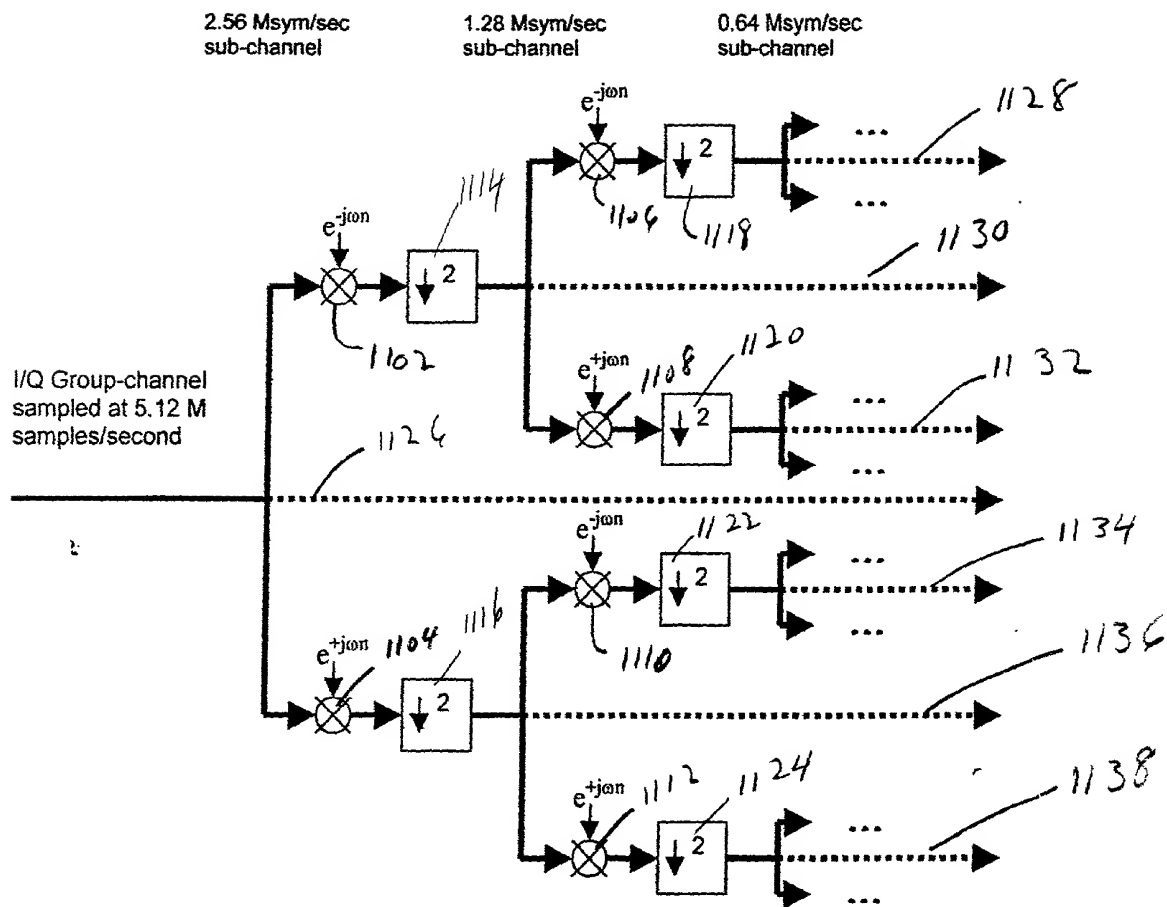 2.56 Msym/sec
sub-channel
1.28 Msym/sec
sub-channel
0.64 Msym/sec
sub-channel
e-jωn
1106
2
1118
...
...
1128
1114
e-jωn
2
1102
1130
e+jωn
1108
1120
2
...
...
1132
I/Q Group-channel
sampled at 5.12 M
samples/second
1126
e-jωn
1122
2
1110
...
...
1134
1116
e+jωn
1104
2
1136
e+jωn
1112
1124
2
...
...
1138